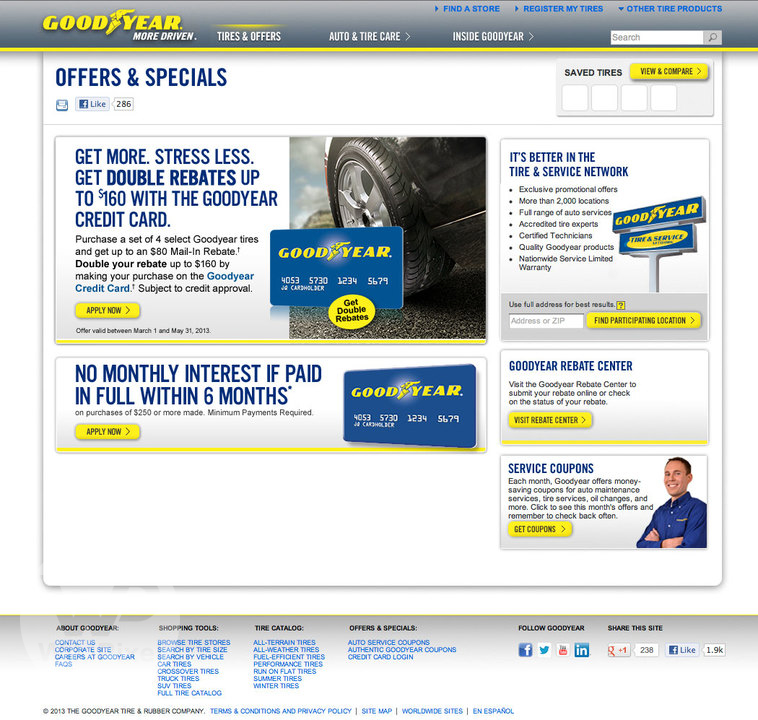 GOODYEAR
MORE DRIVEN.
FIND A STORE
REGISTER MY TIRES
OTHER TIRE PRODUCTS
TIRES & OFFERS
AUTO & TIRE CARE
INSIDE GOODYEAR
Search
OFFERS & SPECIALS
Like 286
SAVED TIRES
VIEW & COMPARE
GET MORE. STRESS LESS.
GET DOUBLE REBATES UP
TO $160 WITH THE GOODYEAR
CREDIT CARD.
Purchase a set of 4 select Goodyear tires
and get up to an $80 Mail-In Rebate.†
Double your rebate up to $160 by
making your purchase on the Goodyear
Credit Card.† Subject to credit approval.
APPLY NOW
Offer valid between March 1 and May 31, 2013.
GOODYEAR.
4053 5730 1234 5679
JQ CARDHOLDER
Get
Double
Rebates
NO MONTHLY INTEREST IF PAID
IN FULL WITHIN 6 MONTHS*
on purchases of $250 or more made. Minimum Payments Required.
APPLY NOW
GOODYEAR.
4053 5730 1234 5679
JQ CARDHOLDER
IT'S BETTER IN THE
TIRE & SERVICE NETWORK
• Exclusive promotional offers
• More than 2,000 locations
• Full range of auto services
• Accredited tire experts
• Certified Technicians
• Quality Goodyear products
• Nationwide Service Limited
Warranty
GOODYEAR
TIRE & SERVICE
NETWORK
Use full address for best results. ?
Address or ZIP
FIND PARTICIPATING LOCATION
GOODYEAR REBATE CENTER
Visit the Goodyear Rebate Center to
submit your rebate online or check
on the status of your rebate.
VISIT REBATE CENTER
SERVICE COUPONS
Each month, Goodyear offers money-
saving coupons for auto maintenance
services, tire services, oil changes, and
more. Click to see this month's offers and
remember to check back often.
GET COUPONS
ABOUT GOODYEAR:
CONTACT US
CORPORATE SITE
CAREERS AT GOODYEAR
FAQS
SHOPPING TOOLS:
BROWSE TIRE STORES
SEARCH BY TIRE SIZE
SEARCH BY VEHICLE
CAR TIRES
CROSSOVER TIRES
TRUCK TIRES
SUV TIRES
FULL TIRE CATALOG
TIRE CATALOG:
ALL-TERRAIN TIRES
ALL-WEATHER TIRES
FUEL-EFFICIENT TIRES
PERFORMANCE TIRES
RUN ON FLAT TIRES
SUMMER TIRES
WINTER TIRES
OFFERS & SPECIALS:
AUTO SERVICE COUPONS
AUTHENTIC GOODYEAR COUPONS
CREDIT CARD LOGIN
FOLLOW GOODYEAR
SHARE THIS SITE
+1 238
Like 1.9k
© 2013 THE GOODYEAR TIRE & RUBBER COMPANY. TERMS & CONDITIONS AND PRIVACY POLICY | SITE MAP | WORLDWIDE SITES | EN ESPAÑOL